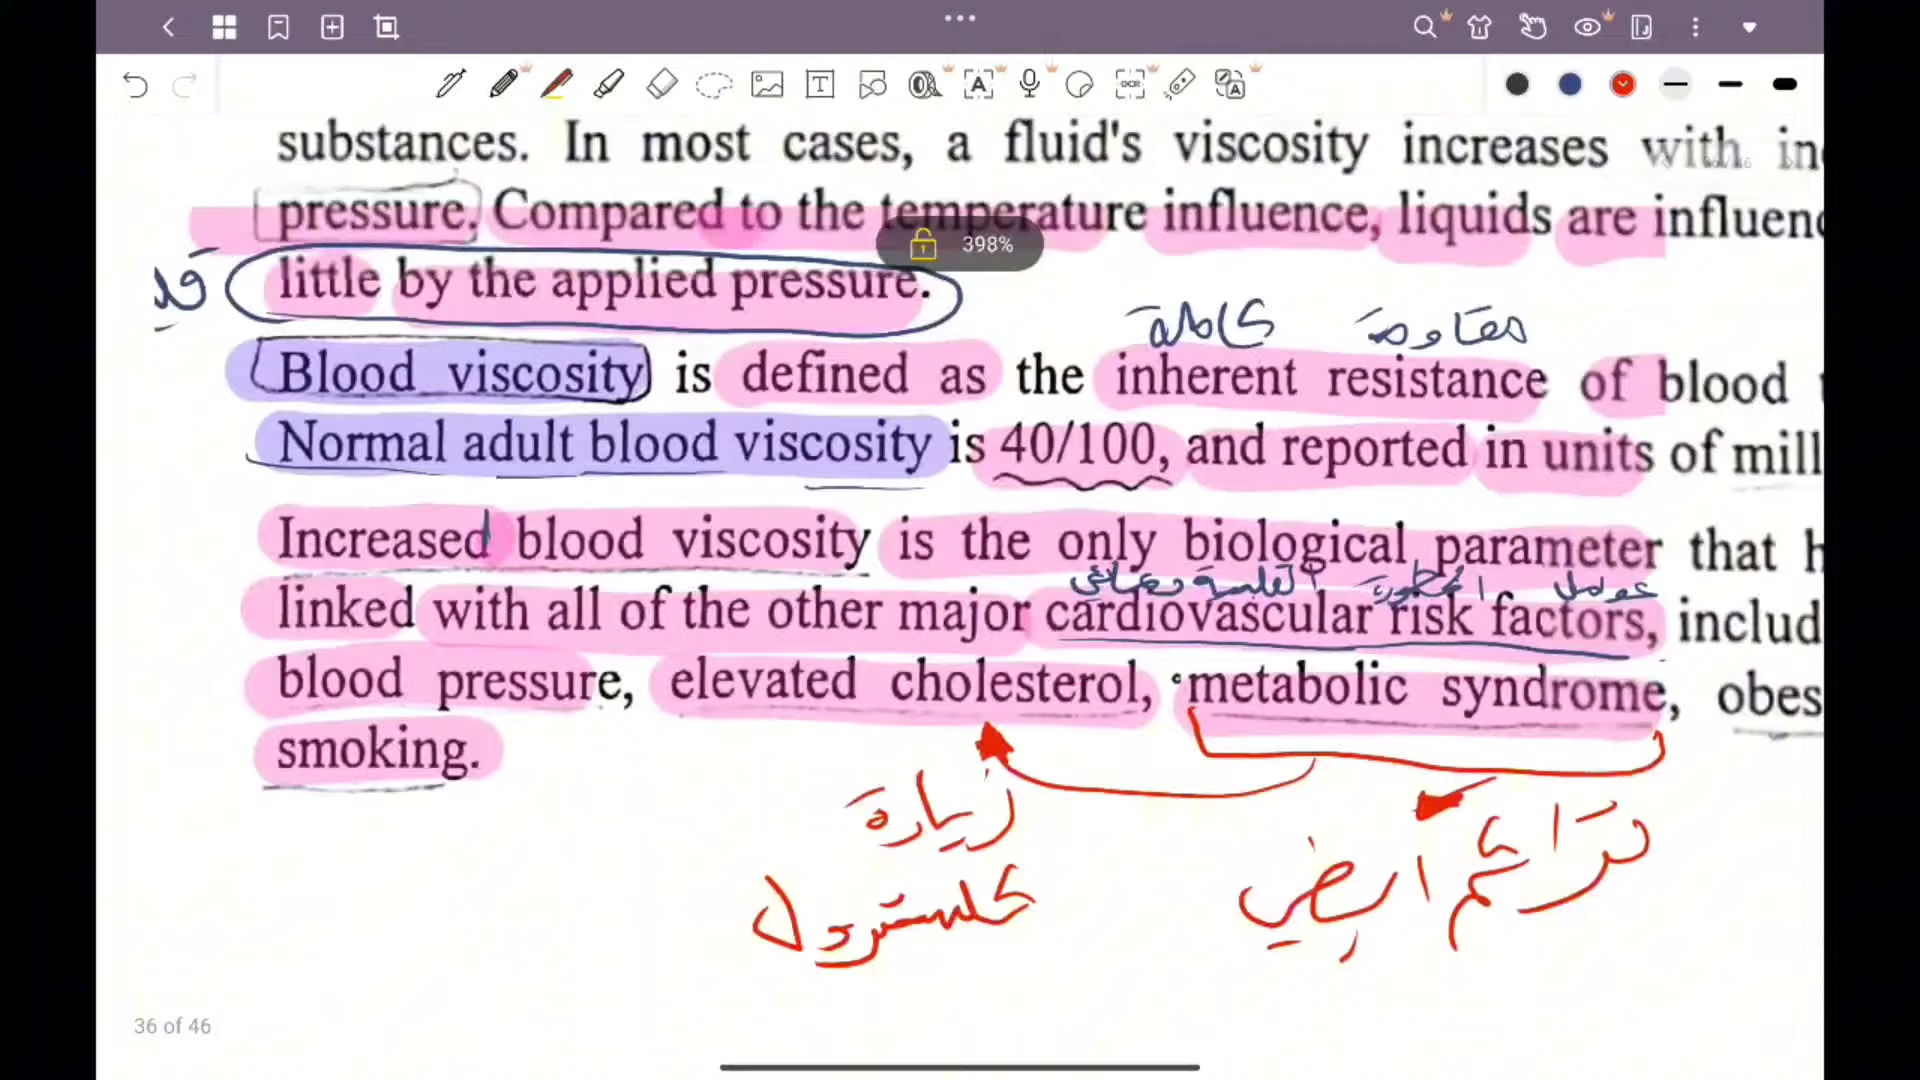 substances. In most cases, a fluid's viscosity increases with in
pressure. Compared to the temperature influence, liquids are influenc
398%
little by the applied pressure.
كاملة مقاومة
Blood viscosity is defined as the inherent resistance of blood
Normal adult blood viscosity is 40/100, and reported in units of mill
Increased blood viscosity is the only biological parameter that h
عوامل الخطورة القلبية
linked with all of the other major cardiovascular risk factors, includ
blood pressure, elevated cholesterol, metabolic syndrome, obes
smoking.
زيادة
كلسترول
تراكم ايضي
36 of 46